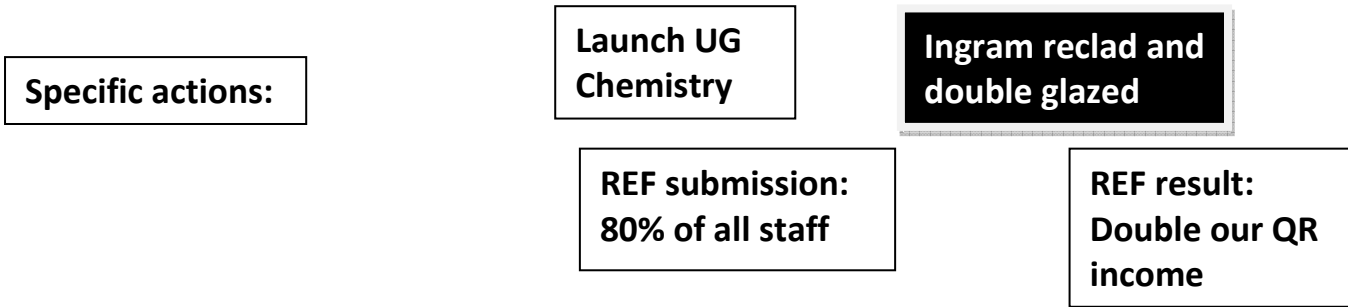 Specific actions:
Launch UG
Chemistry
Ingram reclad and
double glazed
REF submission:
80% of all staff
REF result:
Double our QR
income